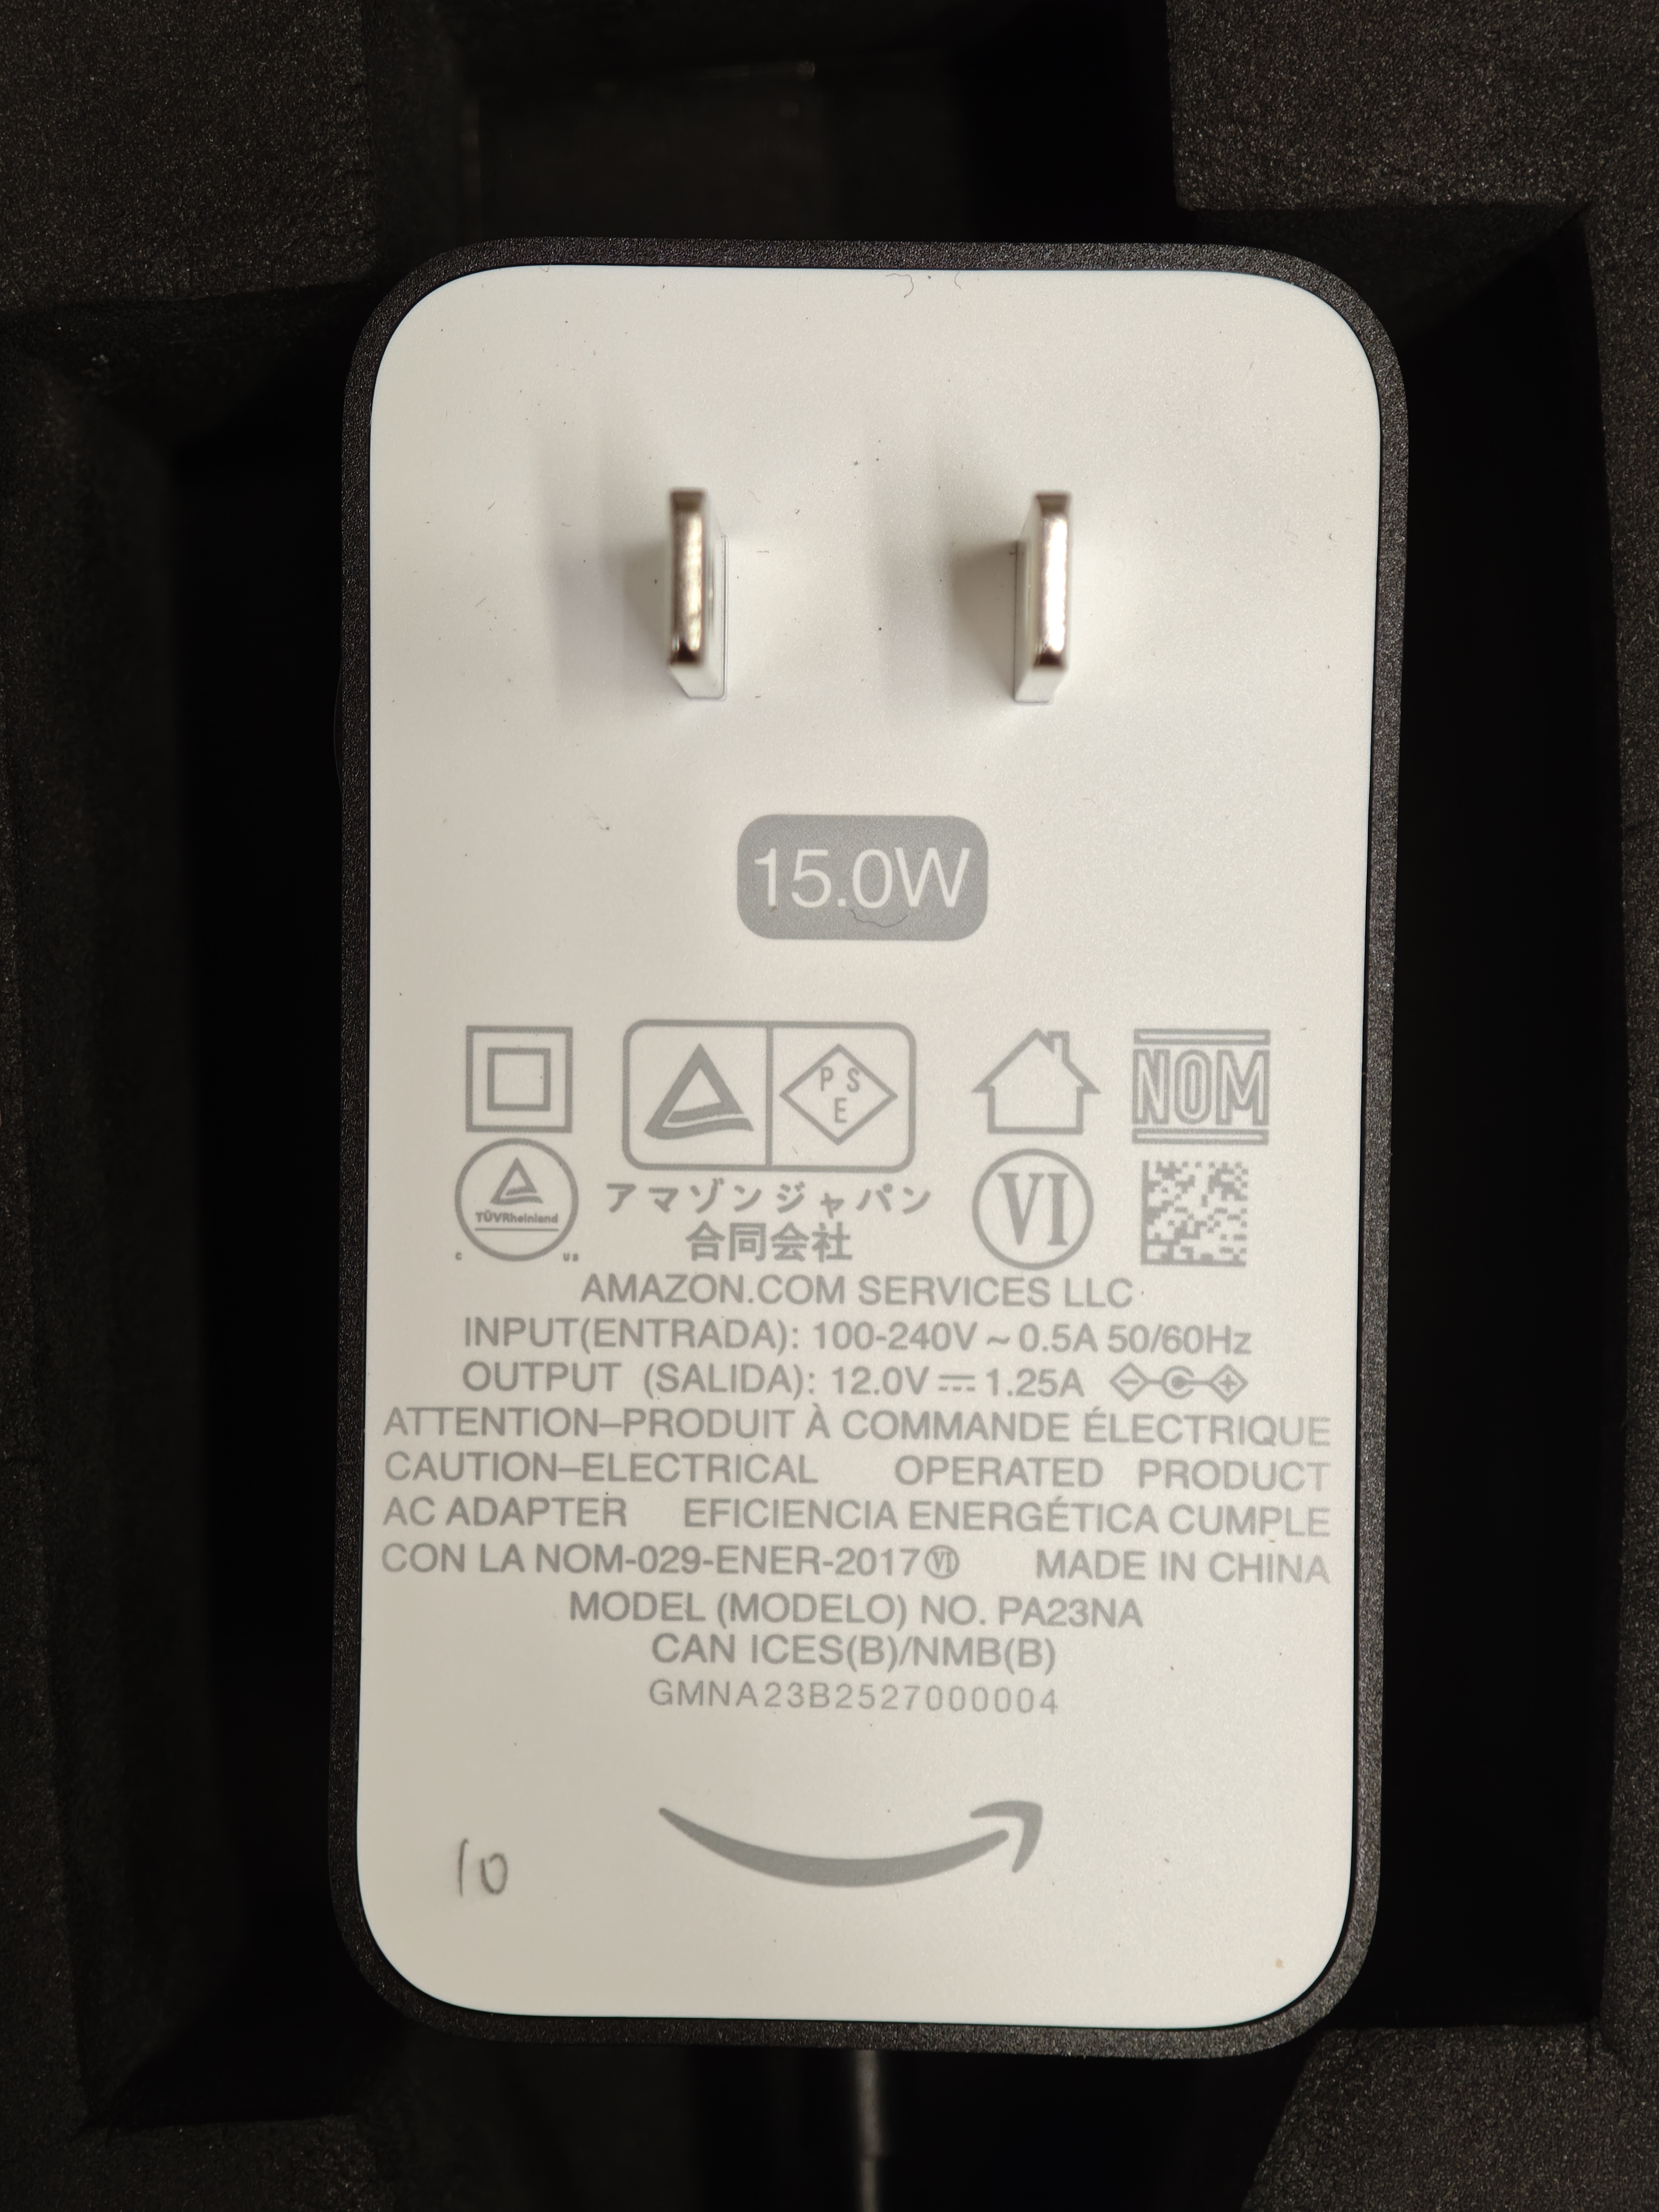 15.0W
P S
E
NOM
TÜVRheinland
c us
アマゾンジャパン
合同会社
VI
AMAZON.COM SERVICES LLC
INPUT(ENTRADA): 100-240V ~ 0.5A 50/60Hz
OUTPUT (SALIDA): 12.0V ⎓ 1.25A
ATTENTION–PRODUIT À COMMANDE ÉLECTRIQUE
CAUTION–ELECTRICAL OPERATED PRODUCT
AC ADAPTER EFICIENCIA ENERGÉTICA CUMPLE
CON LA NOM-029-ENER-2017 VI MADE IN CHINA
MODEL (MODELO) NO. PA23NA
CAN ICES(B)/NMB(B)
GMNA23B2527000004
10